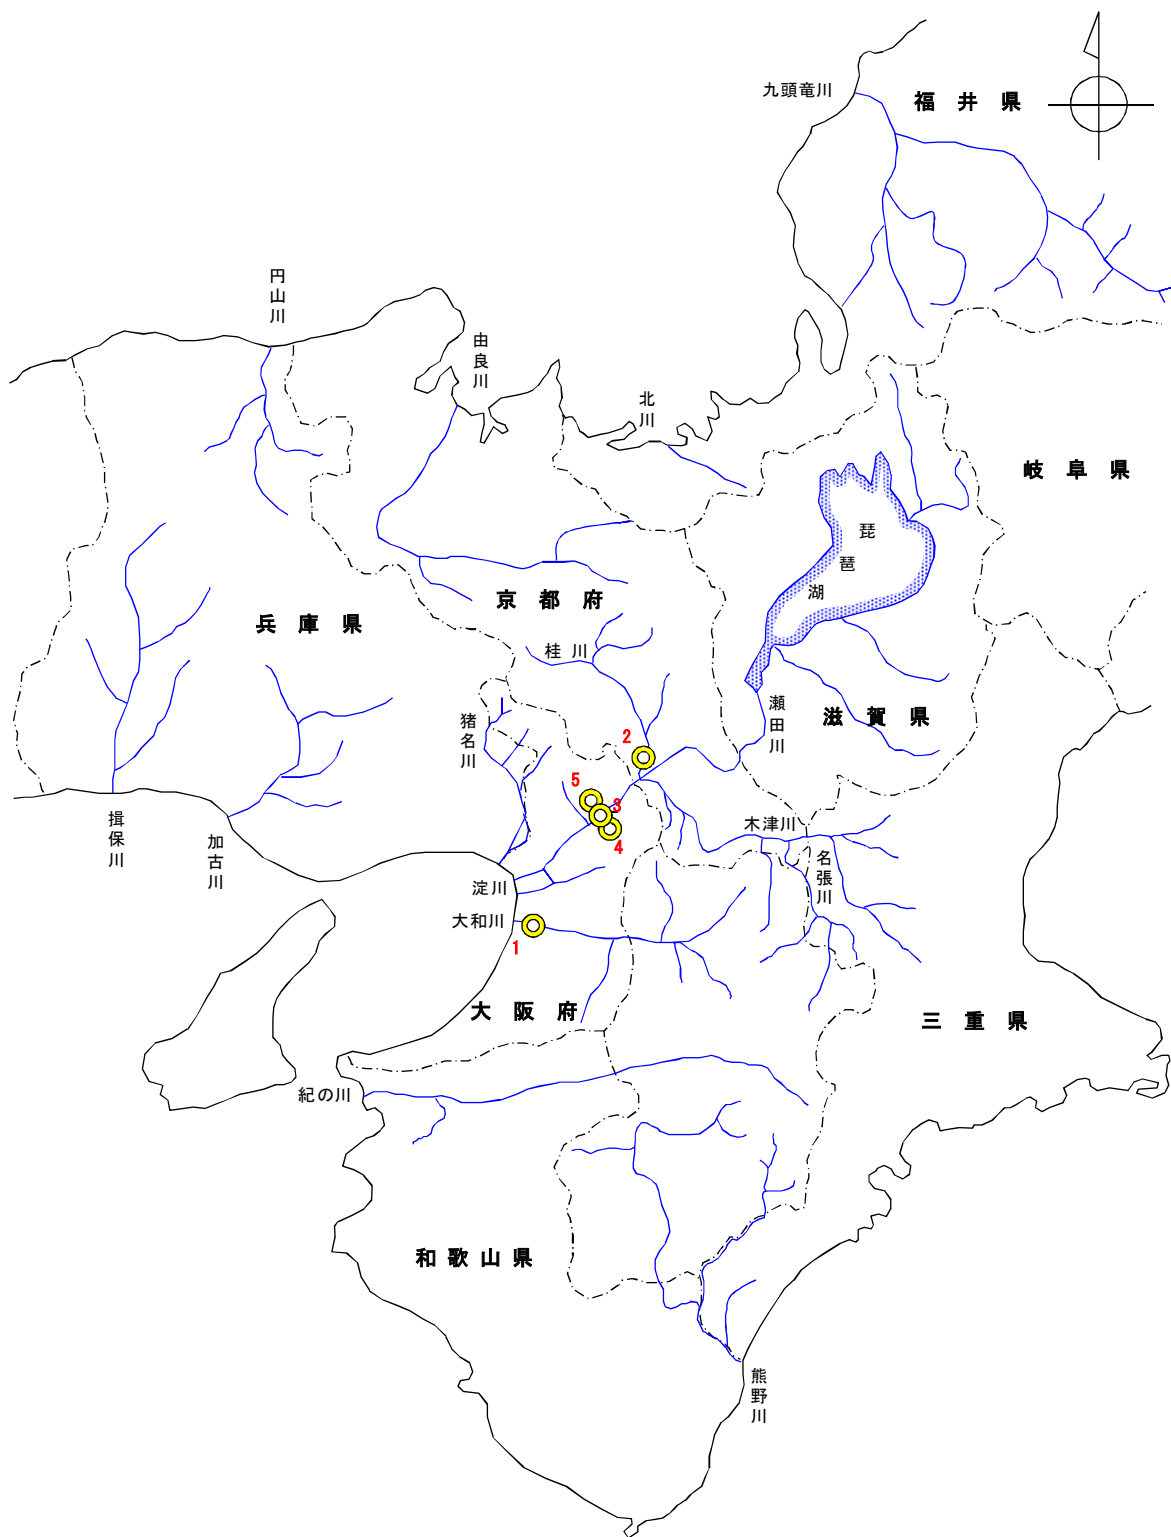 九頭竜川
福井県
円山川
由良川
北川
岐阜県
琵琶湖
京都府
兵庫県
桂川
猪名川
瀬田川
滋賀県
2
5
3
4
木津川
名張川
揖保川
加古川
淀川
大和川
1
大阪府
三重県
紀の川
和歌山県
熊野川